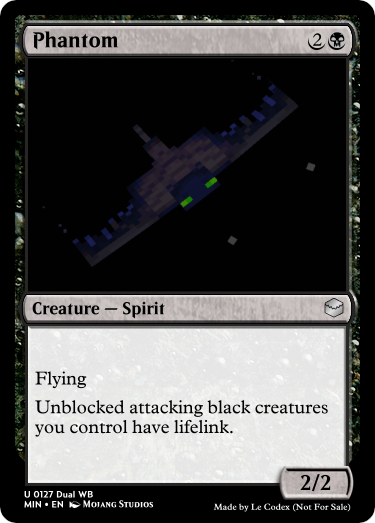 Phantom 2
Creature — Spirit
Flying
Unblocked attacking black creatures
you control have lifelink.
2/2
U 0127 Dual WB
MIN • EN Mojang Studios
Made by Le Codex (Not For Sale)